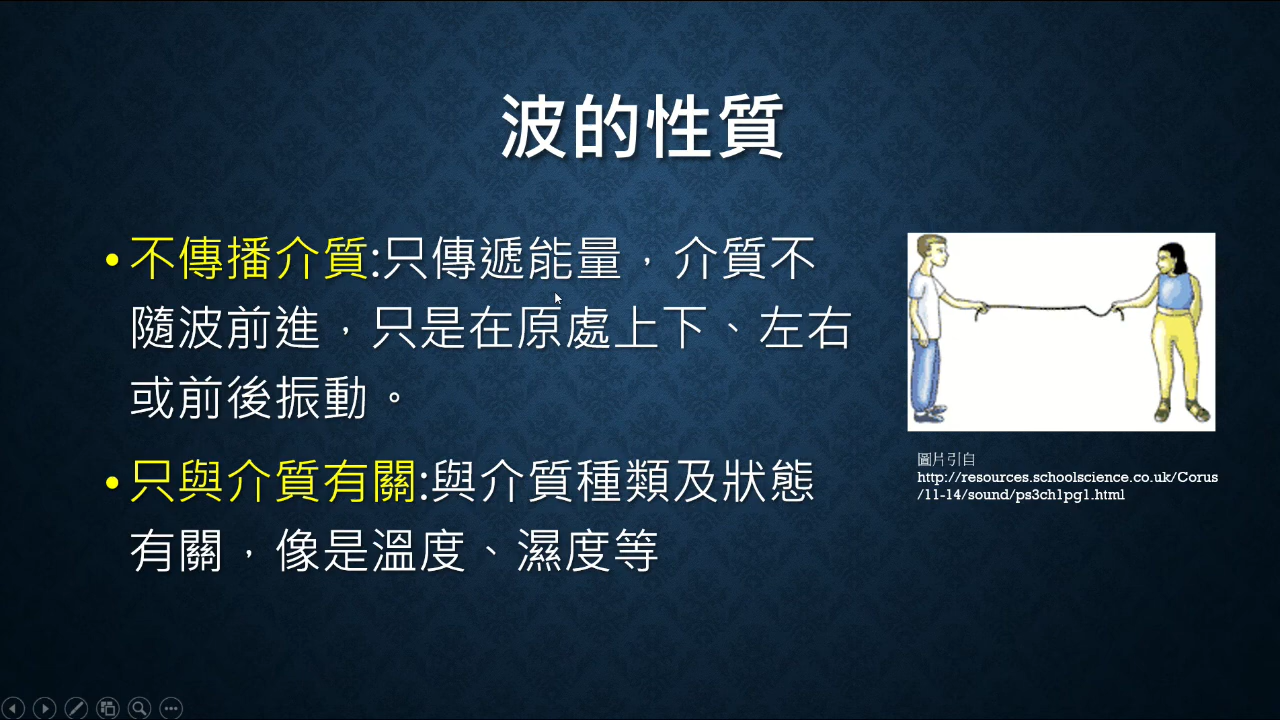 波的性質
•不傳播介質:只傳遞能量，介質不
隨波前進，只是在原處上下、左右
或前後振動。
•只與介質有關:與介質種類及狀態
有關，像是溫度、濕度等
圖片引自
http://resources.schoolscience.co.uk/Corus
/11-14/sound/ps3ch1pg1.html